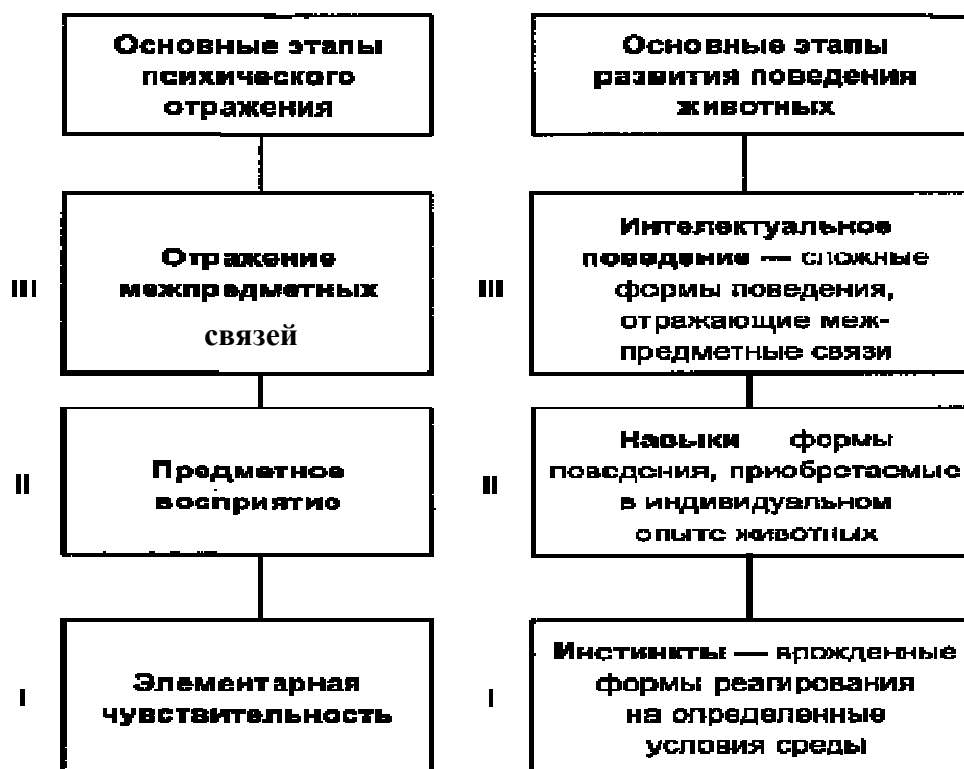 Основные этапы
психического
отражения
III
Отражение
межпредметных
связей
II
Предметное
восприятие
I
Элементарная
чувствительность
Основные этапы
развития поведения
животных
III
Интелектуальное
поведение — сложные
формы поведения,
отражающие меж-
предметные связи
II
Навыки формы
поведения, приобретаемые
в индивидуальном
опыте животных
I
Инстинкты — врожденные
формы реагирования
на определенные
условия среды